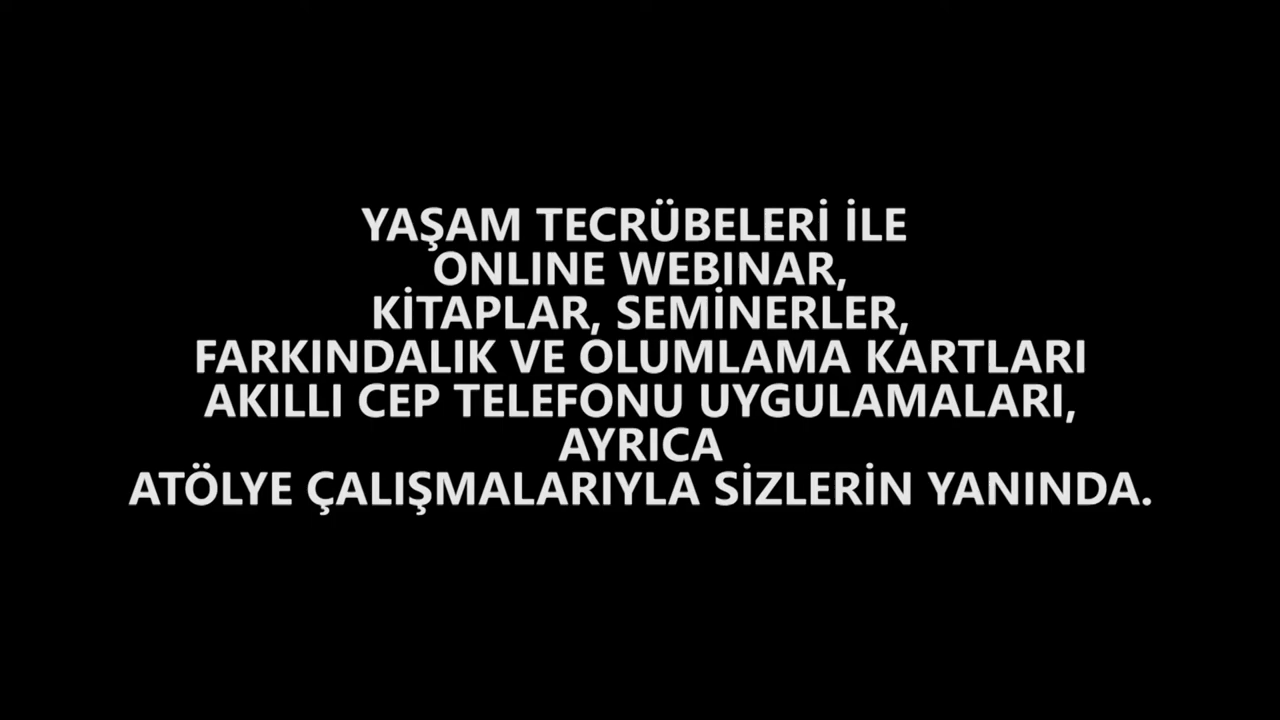 YAŞAM TECRÜBELERİ İLE
ONLINE WEBINAR,
KİTAPLAR, SEMİNERLER,
FARKINDALIK VE OLUMLAMA KARTLARI
AKILLI CEP TELEFONU UYGULAMALARI,
AYRICA
ATÖLYE ÇALIŞMALARIYLA SİZLERİN YANINDA.